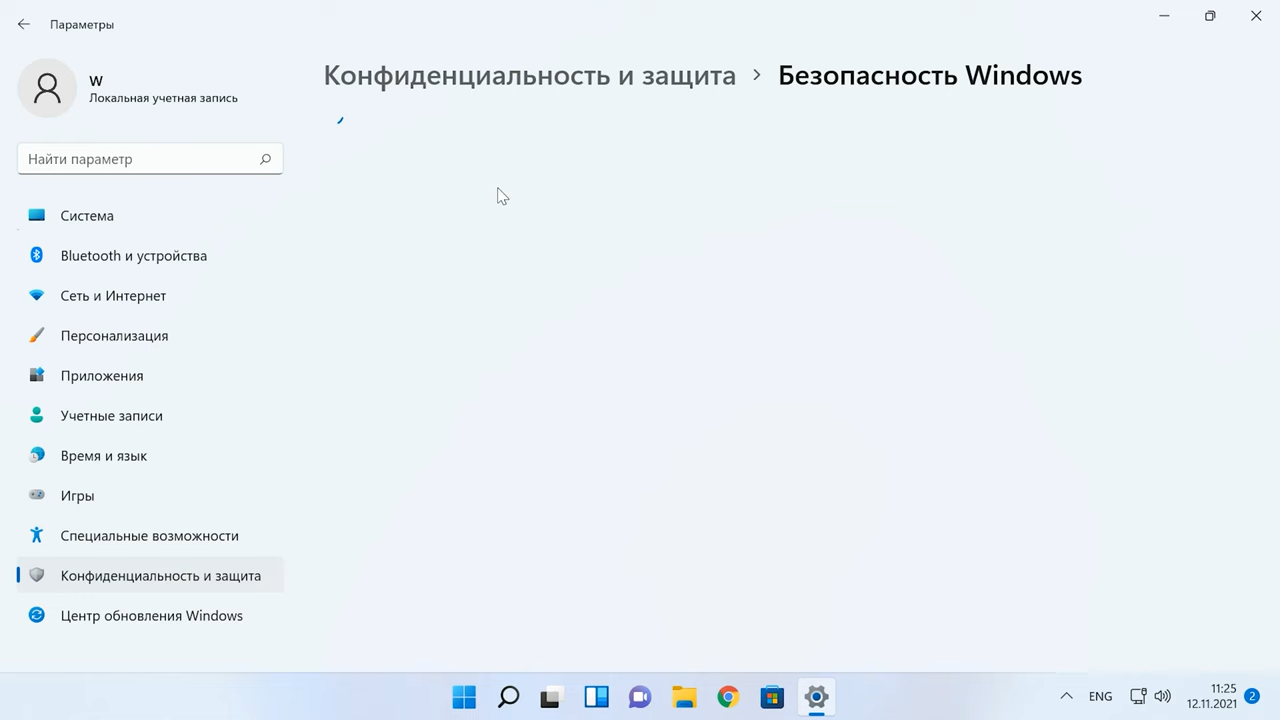 Параметры
W
Локальная учетная запись
Конфиденциальность и защита > Безопасность Windows
Найти параметр
Система
Bluetooth и устройства
Сеть и Интернет
Персонализация
Приложения
Учетные записи
Время и язык
Игры
Специальные возможности
Конфиденциальность и защита
Центр обновления Windows
ENG
11:25
12.11.2021
2